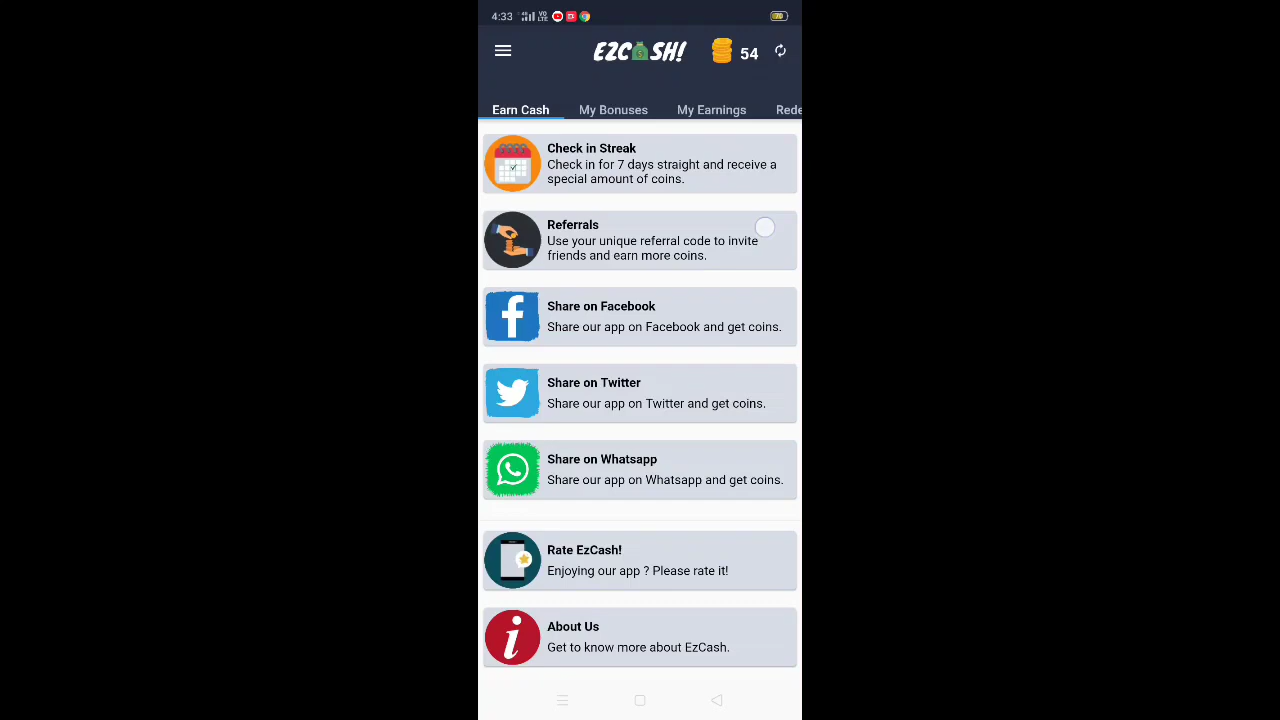 4:33 4G VO LTE 70
EZCASH! 54
Earn Cash My Bonuses My Earnings Rede
Check in Streak
Check in for 7 days straight and receive a
special amount of coins.
Referrals
Use your unique referral code to invite
friends and earn more coins.
Share on Facebook
Share our app on Facebook and get coins.
Share on Twitter
Share our app on Twitter and get coins.
Share on Whatsapp
Share our app on Whatsapp and get coins.
Rate EzCash!
Enjoying our app ? Please rate it!
About Us
Get to know more about EzCash.